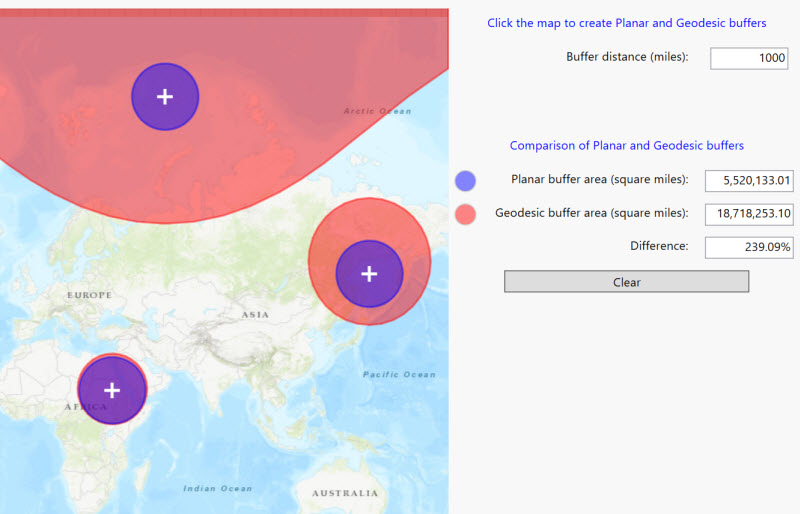 Click the map to create Planar and Geodesic buffers
Buffer distance (miles): 1000
Arctic Ocean
Comparison of Planar and Geodesic buffers
Planar buffer area (square miles): 5,520,133.01
Geodesic buffer area (square miles): 18,718,253.10
Difference: 239.09%
Clear
EUROPE
ASIA
Pacific Ocean
AFRICA
Indian Ocean
AUSTRALIA